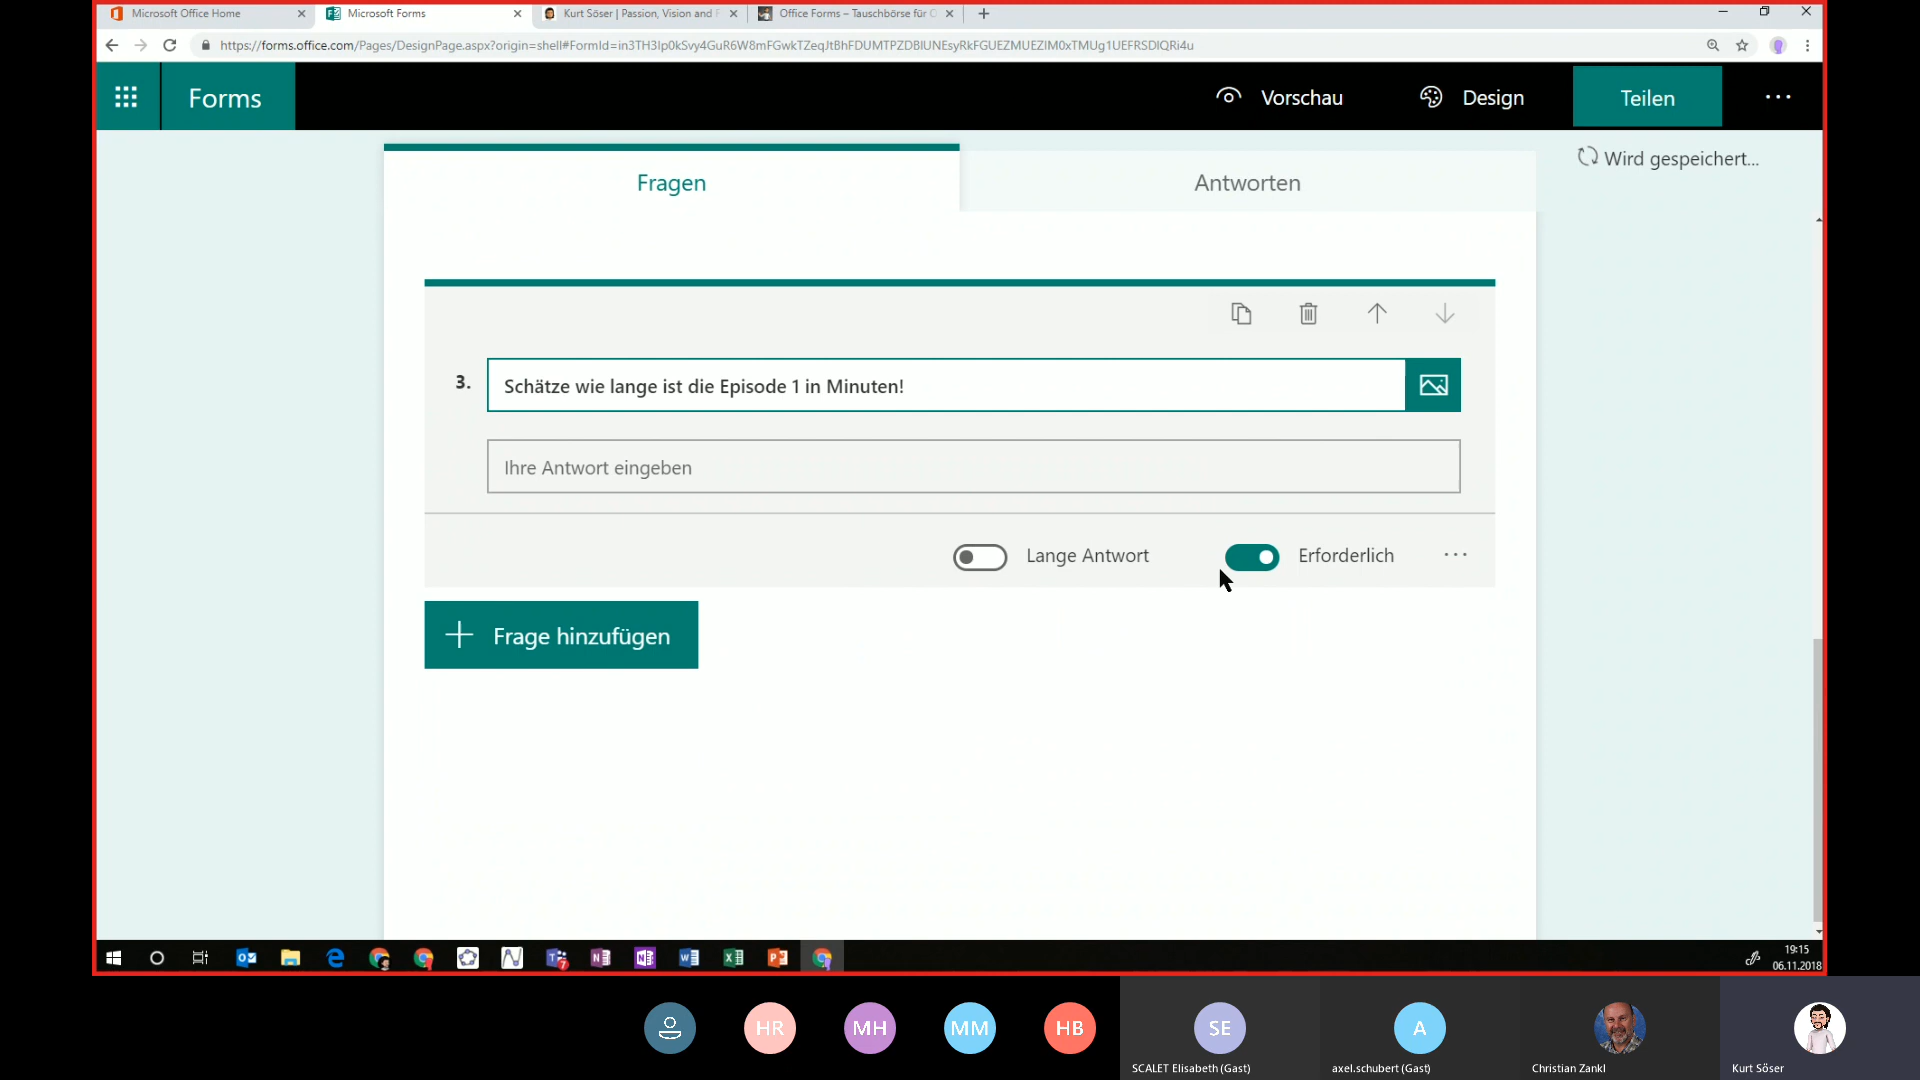 Microsoft Office Home
Microsoft Forms
Kurt Söser | Passion, Vision and F
Office Forms – Tauschbörse für O
https://forms.office.com/Pages/DesignPage.aspx?origin=shell#FormId=in3TH3Ip0kSvy4GuR6W8mFGwkTZeqJtBhFDUMTPZDBIUNEsyRkFGUEZMUEZIM0xTMUg1UEFRSDlQRi4u
Forms
Vorschau
Design
Teilen
Wird gespeichert...
Fragen
Antworten
3.
Schätze wie lange ist die Episode 1 in Minuten!
Ihre Antwort eingeben
Lange Antwort
Erforderlich
Frage hinzufügen
19:15
06.11.2018
HR
MH
MM
HB
SE
A
SCALET Elisabeth (Gast)
axel.schubert (Gast)
Christian Zankl
Kurt Söser